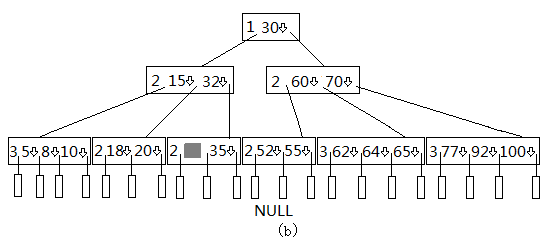 1 30⇩
2 15⇩ 32⇩
2 60⇩ 70⇩
3,5⇩8⇩10⇩ 2 18⇩ 20⇩ 2 35⇩ 2 52⇩55⇩ 3 62⇩ 64⇩ 65⇩ 3 77⇩ 92⇩ 100⇩
NULL
(b)